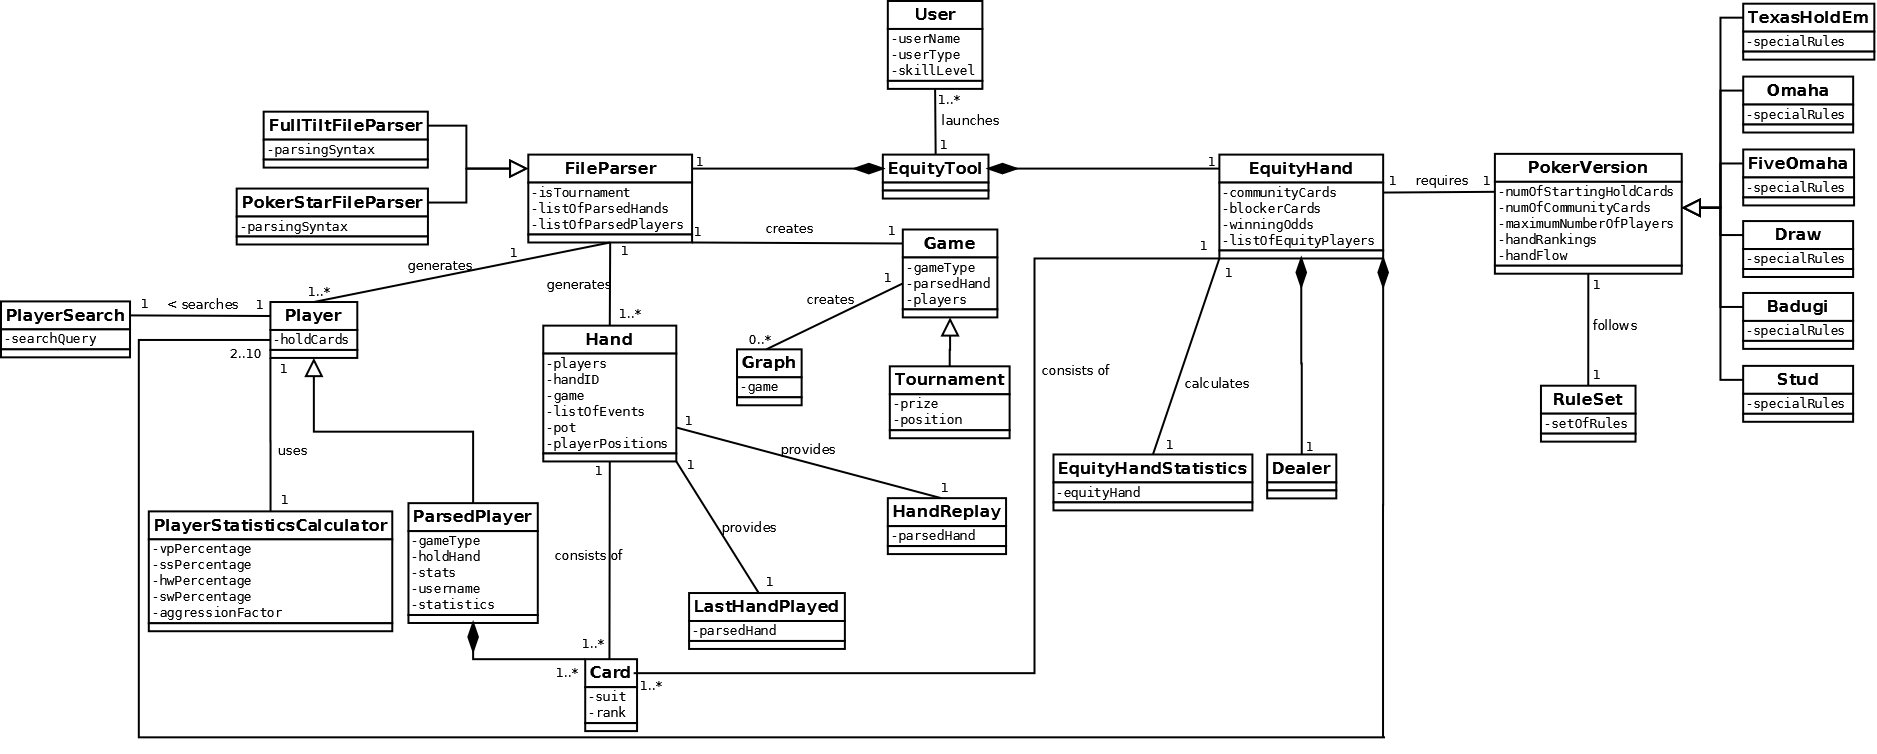 User
-userName
-userType
-skillLevel
1..*
launches
1
EquityTool
TexasHoldEm
-specialRules
Omaha
-specialRules
FiveOmaha
-specialRules
Draw
-specialRules
Badugi
-specialRules
Stud
-specialRules
FullTiltFileParser
-parsingSyntax
PokerStarFileParser
-parsingSyntax
FileParser
-isTournament
-listOfParsedHands
-listOfParsedPlayers
1
1
EquityHand
-communityCards
-blockerCards
-winningOdds
-listOfEquityPlayers
1
requires
1
PokerVersion
-numOfStartingHoldCards
-numOfCommunityCards
-maximumNumberOfPlayers
-handRankings
-handFlow
1
follows
1
RuleSet
-setOfRules
1
creates
1
Game
-gameType
-parsedHand
-players
1
creates
0..*
Graph
-game
Tournament
-prize
-position
1
generates
1..*
1
generates
1..*
PlayerSearch
-searchQuery
1
< searches
1
Player
-holdCards
2..10
1
uses
1
PlayerStatisticsCalculator
-vpPercentage
-ssPercentage
-hwPercentage
-swPercentage
-aggressionFactor
ParsedPlayer
-gameType
-holdHand
-stats
-username
-statistics
Hand
-players
-handID
-game
-listOfEvents
-pot
-playerPositions
1
provides
1
HandReplay
-parsedHand
1
provides
1
LastHandPlayed
-parsedHand
1
consists of
1..*
1..*
Card
-suit
-rank
1..*
1
consists of
1
calculates
1
EquityHandStatistics
-equityHand
1
Dealer